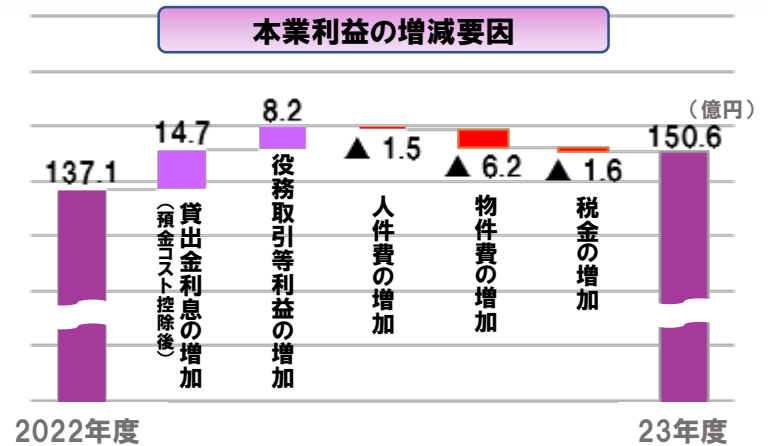 本業利益の増減要因
（億円）
137.1
14.7
8.2
▲ 1.5
▲ 6.2
▲ 1.6
150.6
貸出金利息の増加
（預金コスト控除後）
役務取引等利益の増加
人件費の増加
物件費の増加
税金の増加
2022年度
23年度